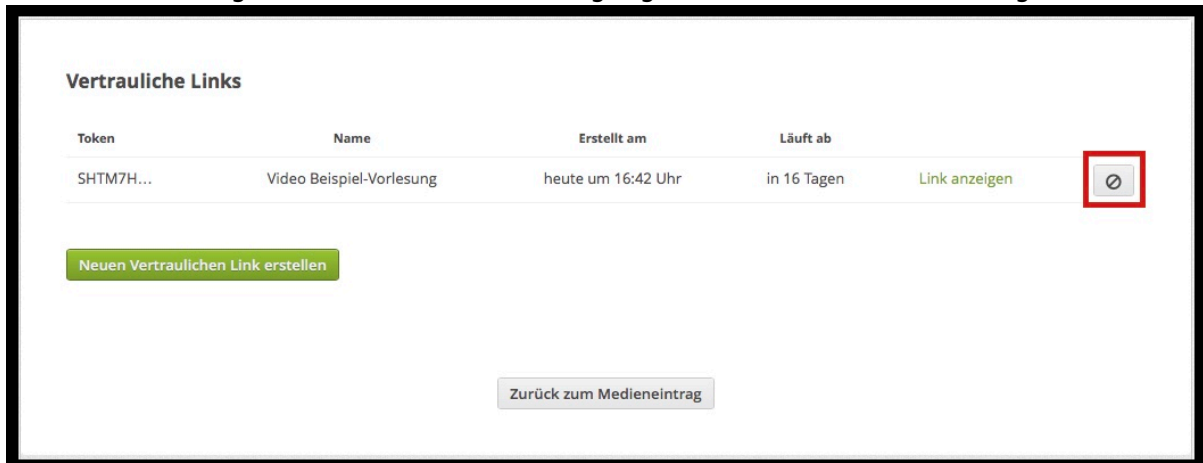 Vertrauliche Links
Token Name Erstellt am Läuft ab
SHTM7H... Video Beispiel-Vorlesung heute um 16:42 Uhr in 16 Tagen Link anzeigen
Neuen Vertraulichen Link erstellen
Zurück zum Medieneintrag